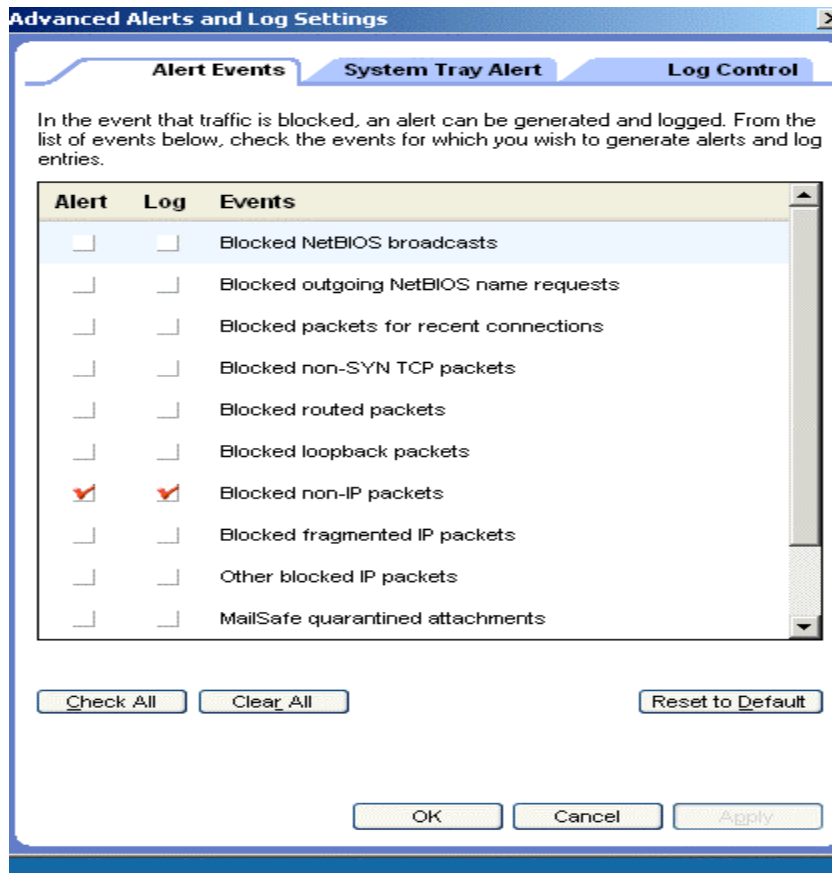 Advanced Alerts and Log Settings
Alert Events System Tray Alert Log Control
In the event that traffic is blocked, an alert can be generated and logged. From the
list of events below, check the events for which you wish to generate alerts and log
entries.
Alert Log Events
Blocked NetBIOS broadcasts
Blocked outgoing NetBIOS name requests
Blocked packets for recent connections
Blocked non-SYN TCP packets
Blocked routed packets
Blocked loopback packets
Blocked non-IP packets
Blocked fragmented IP packets
Other blocked IP packets
MailSafe quarantined attachments
Check All Clear All Reset to Default
OK Cancel Apply